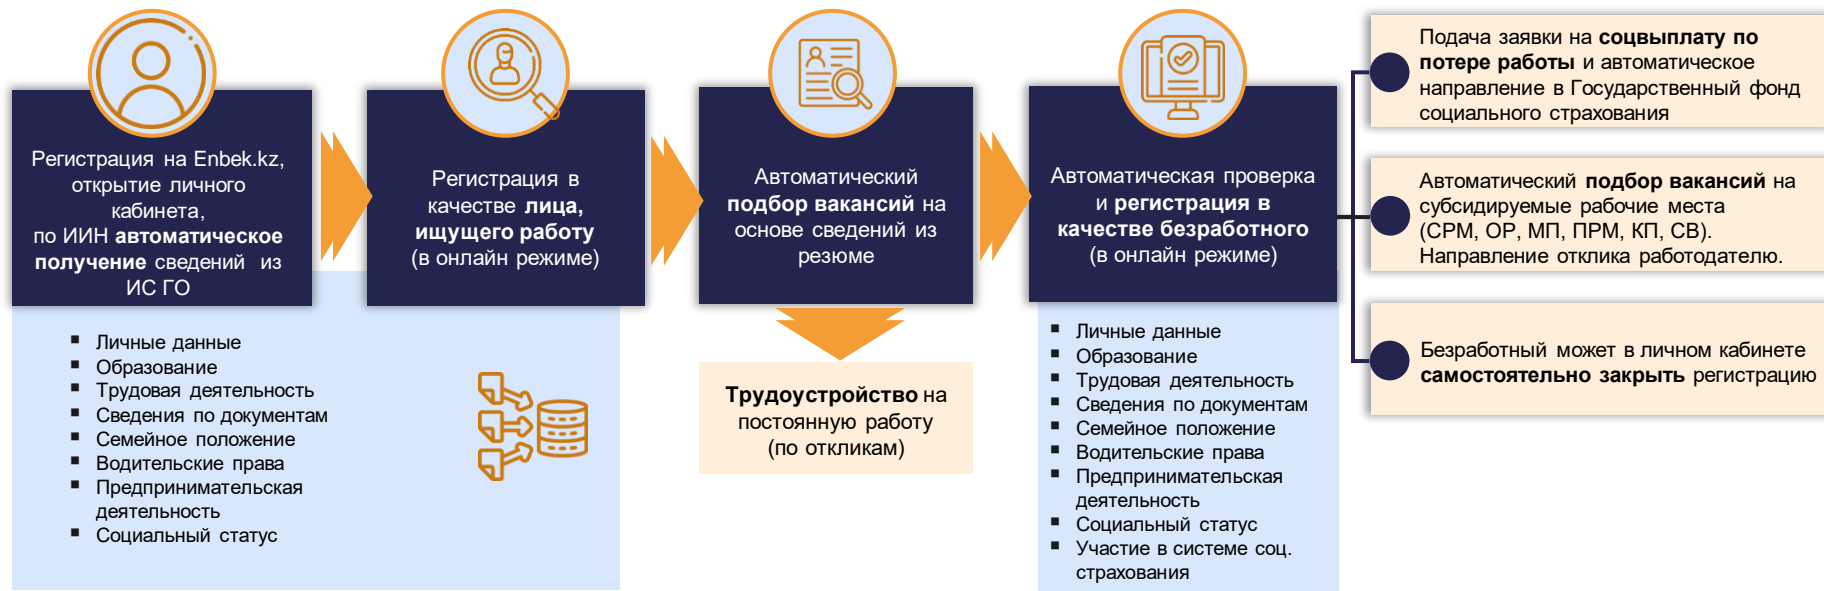 Регистрация на Enbek.kz,
открытие личного
кабинета,
по ИИН автоматическое
получение сведений из
ИС ГО
Регистрация в
качестве лица,
ищущего работу
(в онлайн режиме)
Автоматический
подбор вакансий на
основе сведений из
резюме
Автоматическая проверка
и регистрация в
качестве безработного
(в онлайн режиме)
Подача заявки на соцвыплату по
потере работы и автоматическое
направление в Государственный фонд
социального страхования
Автоматический подбор вакансий на
субсидируемые рабочие места
(СРМ, ОР, МП, ПРМ, КП, СВ).
Направление отклика работодателю.
Безработный может в личном кабинете
самостоятельно закрыть регистрацию
▪ Личные данные
▪ Образование
▪ Трудовая деятельность
▪ Сведения по документам
▪ Семейное положение
▪ Водительские права
▪ Предпринимательская
деятельность
▪ Социальный статус
Трудоустройство на
постоянную работу
(по откликам)
▪ Личные данные
▪ Образование
▪ Трудовая деятельность
▪ Сведения по документам
▪ Семейное положение
▪ Водительские права
▪ Предпринимательская
деятельность
▪ Социальный статус
▪ Участие в системе соц.
страхования